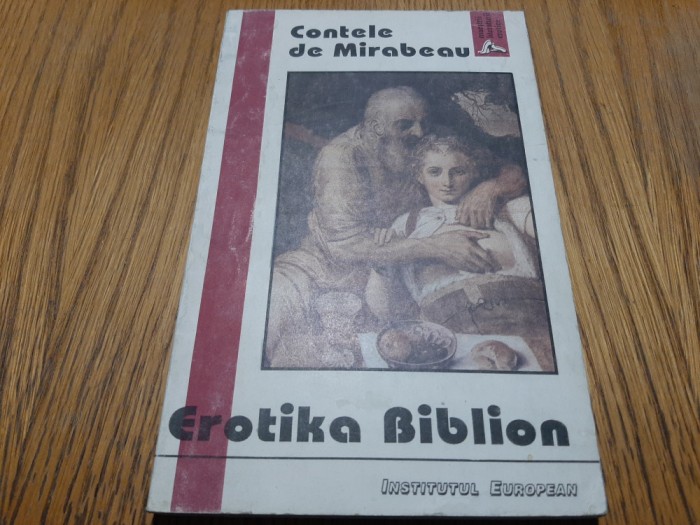 Contele
de Mirabeau
Erotika Biblion
INSTITUTUL EUROPEAN